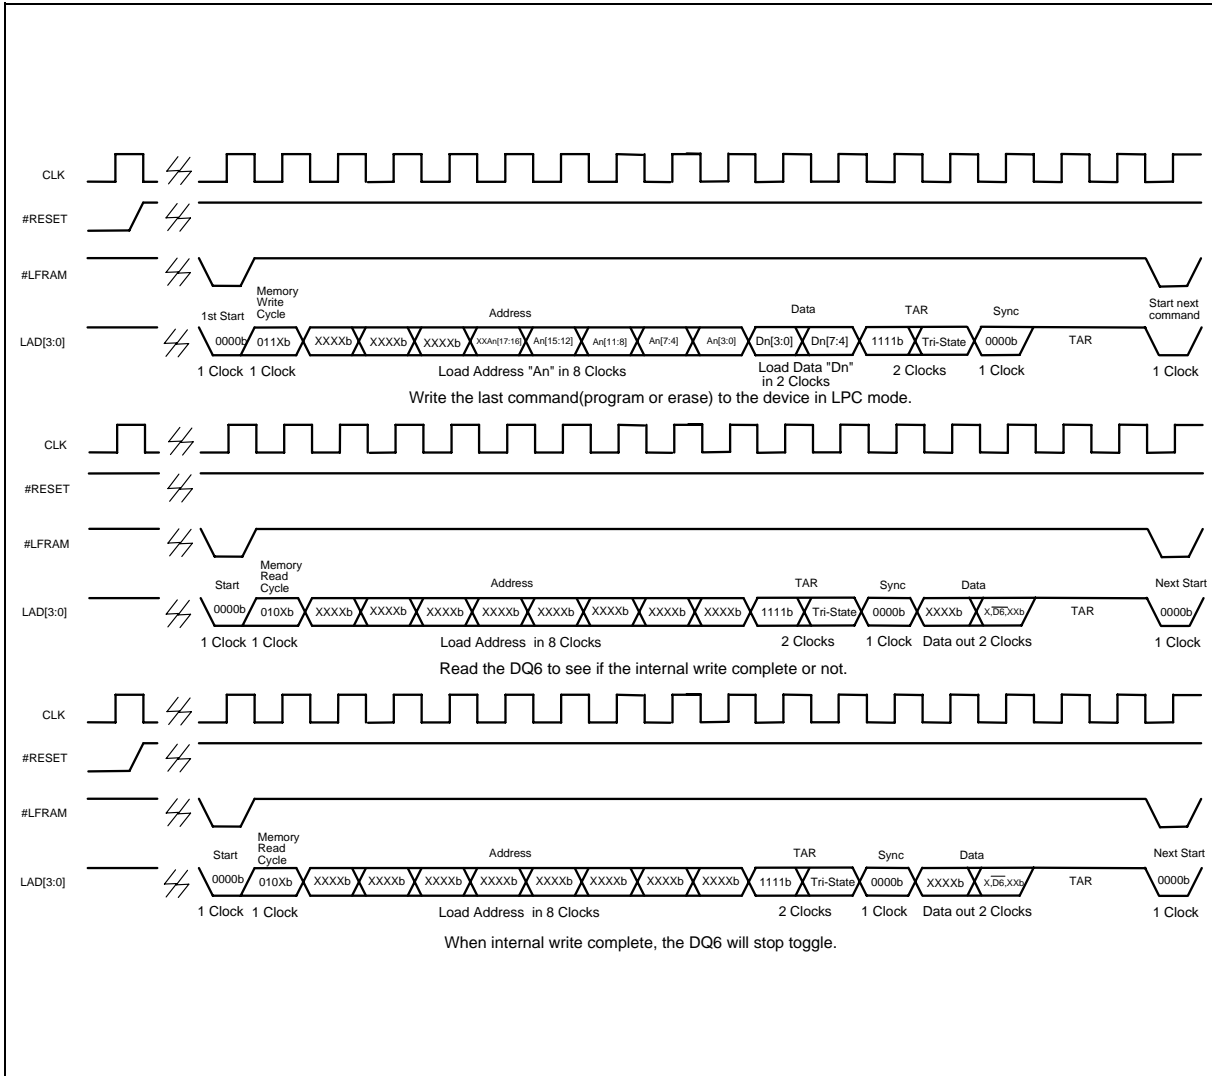 CLK
#RESET
#LFRAM
Memory
Write
Cycle
1st Start
Address
Data
TAR
Sync
Start next
command
LAD[3:0]
0000b 011Xb XXXXb XXXXb XXXXb XXAn[17:16] An[15:12] An[11:8] An[7:4] An[3:0] Dn[3:0] Dn[7:4] 1111b Tri-State 0000b TAR
1 Clock 1 Clock Load Address "An" in 8 Clocks Load Data "Dn"
in 2 Clocks
2 Clocks 1 Clock 1 Clock
Write the last command(program or erase) to the device in LPC mode.
CLK
#RESET
#LFRAM
Memory
Read
Cycle
Start
Address
TAR
Sync
Data
Next Start
LAD[3:0]
0000b 010Xb XXXXb XXXXb XXXXb XXXXb XXXXb XXXXb XXXXb XXXXb 1111b Tri-State 0000b XXXXb X,D̅6̅,XXb TAR 0000b
1 Clock 1 Clock Load Address in 8 Clocks 2 Clocks 1 Clock Data out 2 Clocks 1 Clock
Read the DQ6 to see if the internal write complete or not.
CLK
#RESET
#LFRAM
Memory
Read
Cycle
Start
Address
TAR
Sync
Data
Next Start
LAD[3:0]
0000b 010Xb XXXXb XXXXb XXXXb XXXXb XXXXb XXXXb XXXXb XXXXb 1111b Tri-State 0000b XXXXb X,D̅6̅,XXb TAR 0000b
1 Clock 1 Clock Load Address in 8 Clocks 2 Clocks 1 Clock Data out 2 Clocks 1 Clock
When internal write complete, the DQ6 will stop toggle.